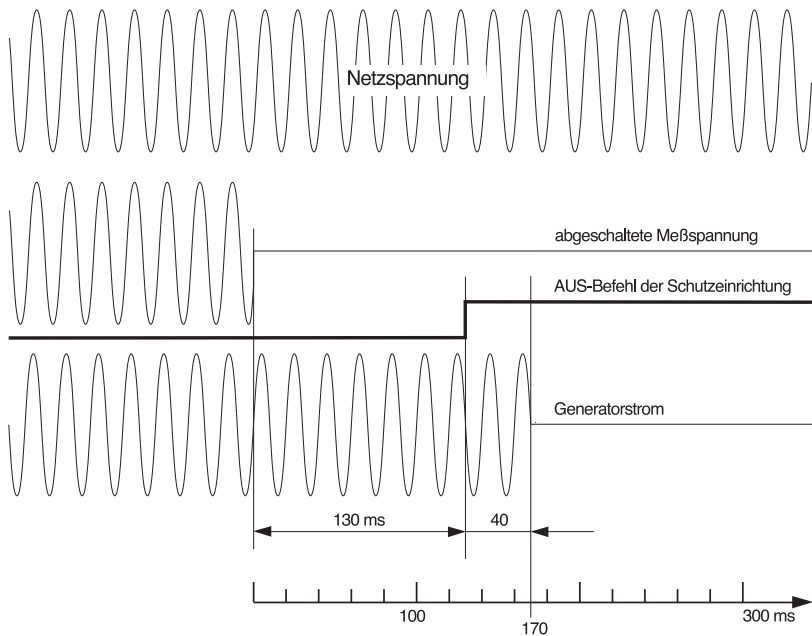 Netzspannung
abgeschaltete Meßspannung
AUS-Befehl der Schutzeinrichtung
Generatorstrom
130 ms
40
100
170
300 ms